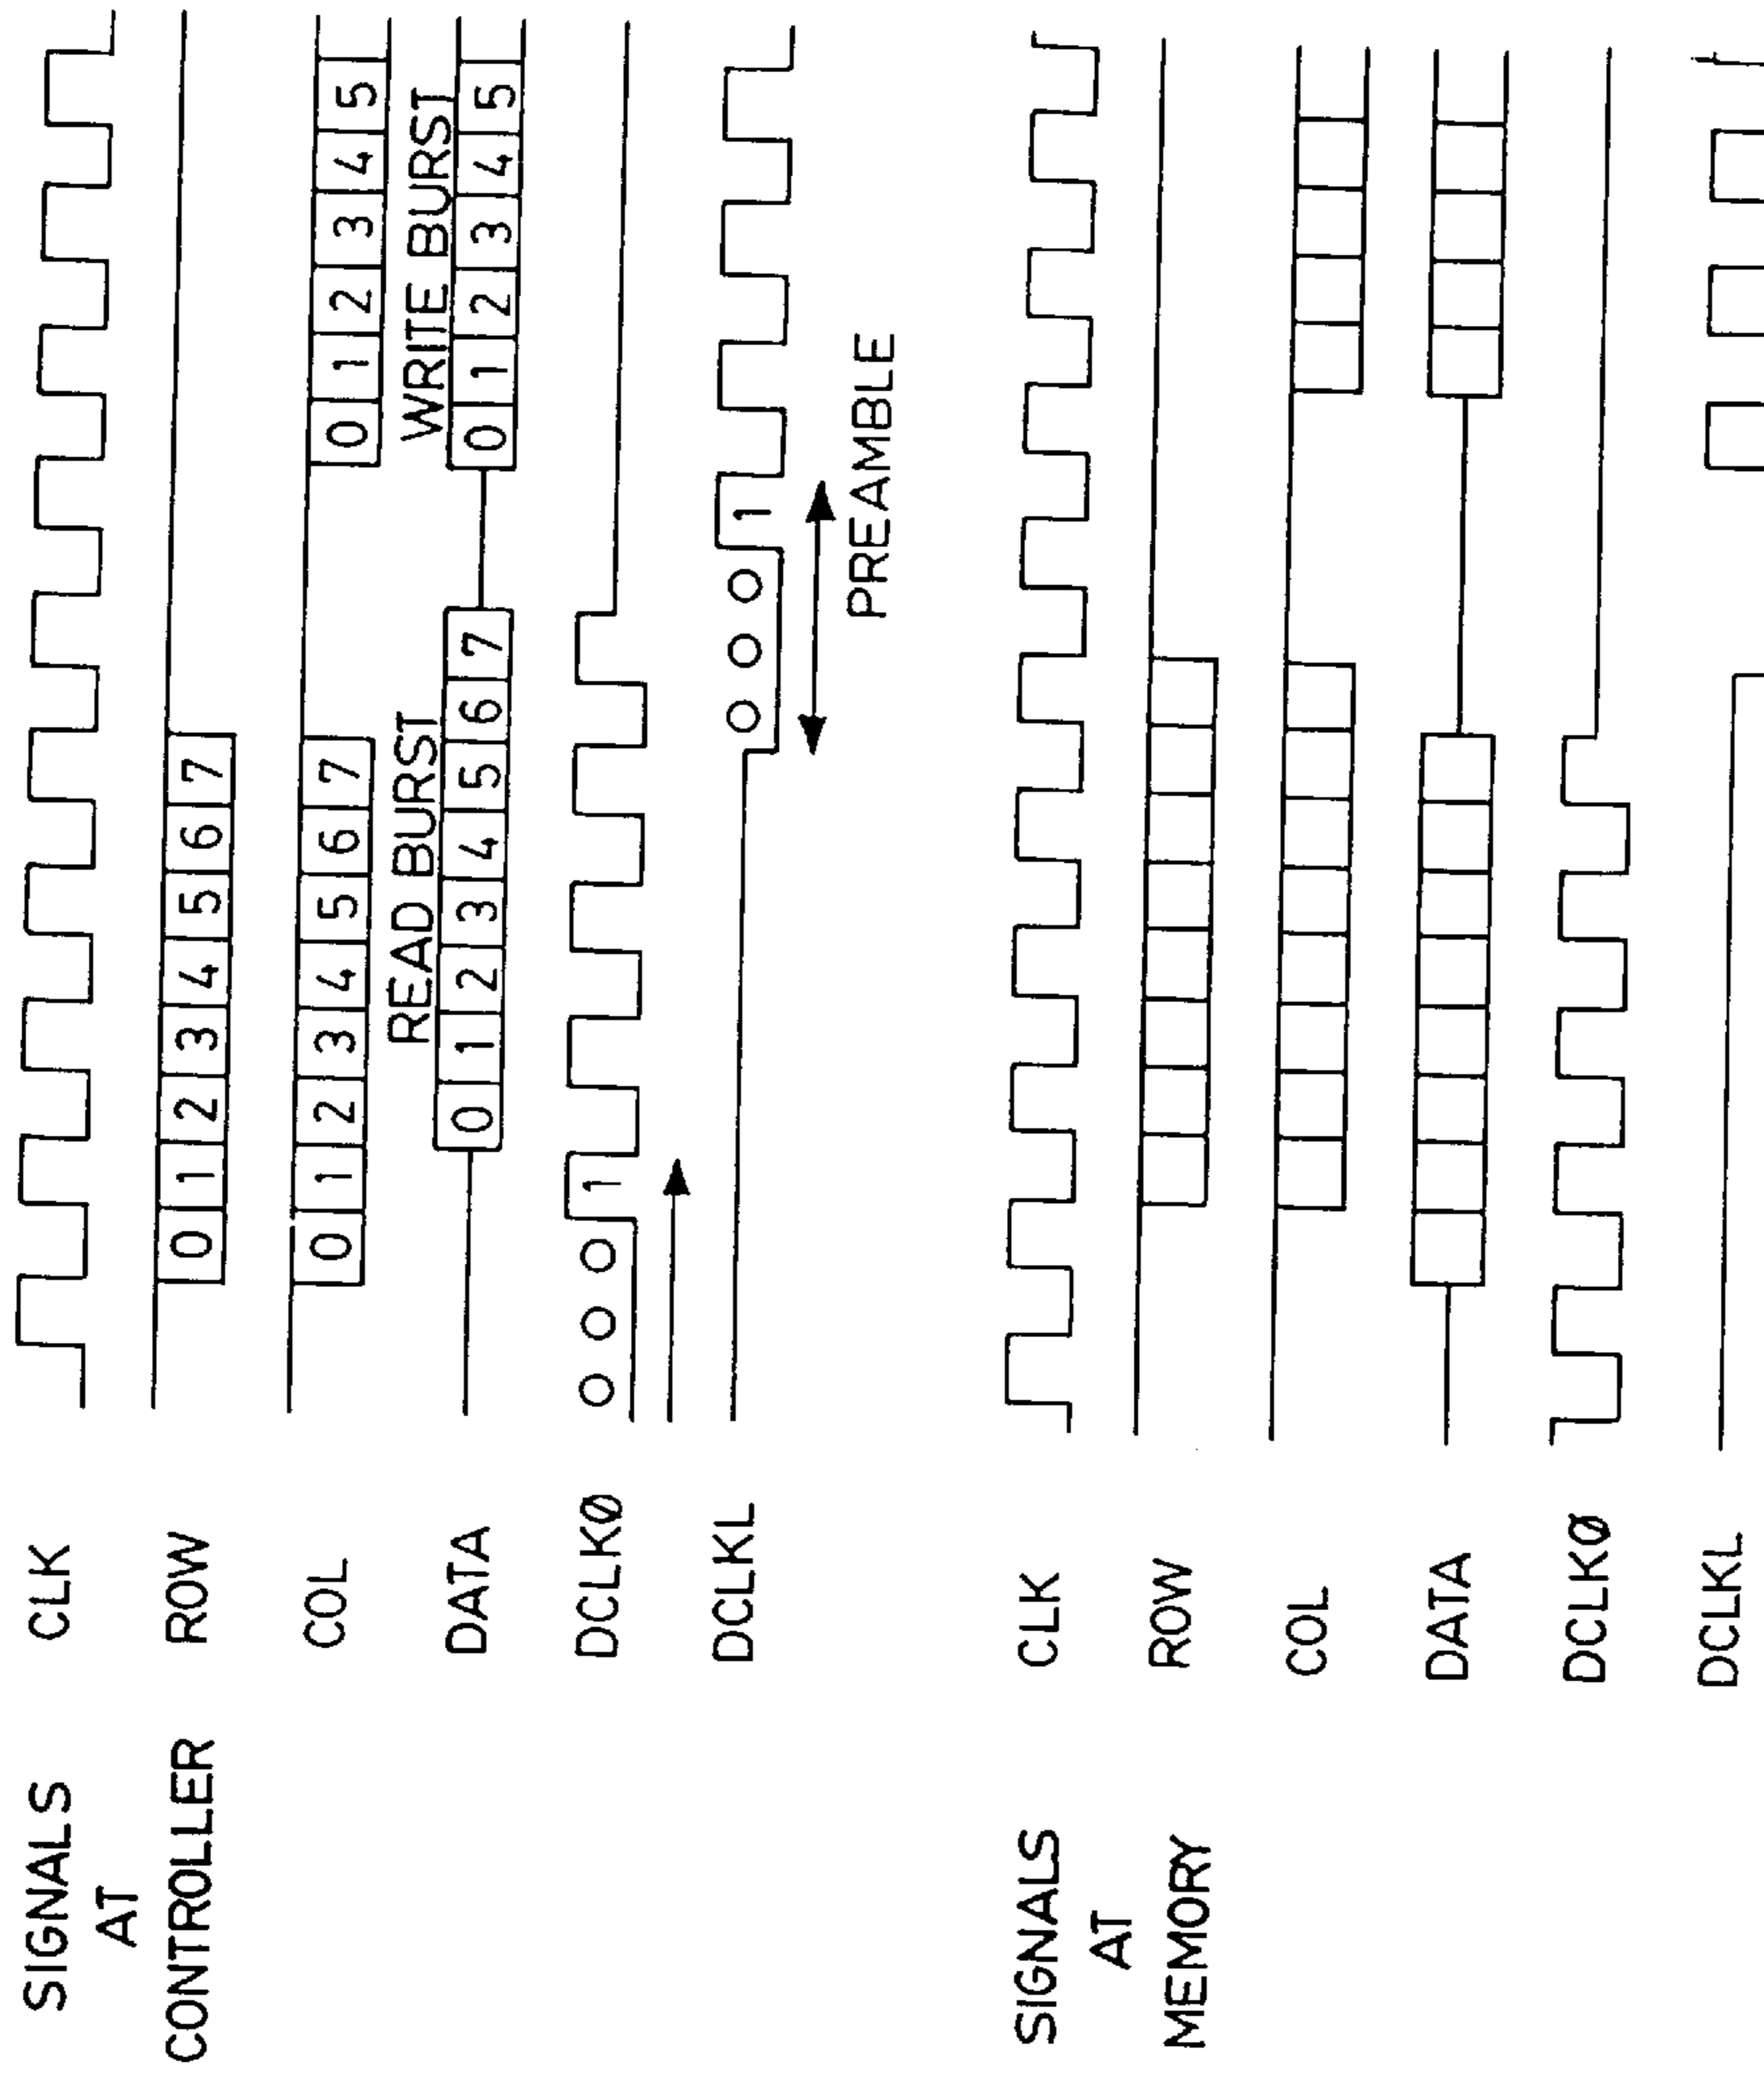 SIGNALS
AT
CONTROLLER
CLK
ROW 0 1 2 3 4 5 6 7
COL 0 1 2 3 4 5 6 7 0 1 2 3 4 5
READ BURST WRITE BURST
DATA 0 1 2 3 4 5 6 7 0 1 2 3 4 5
DCLKØ 0 0 0 1
DCLKL 0 0 0 1
PREAMBLE
SIGNALS
AT
MEMORY
CLK
ROW
COL
DATA
DCLKØ
DCLKL